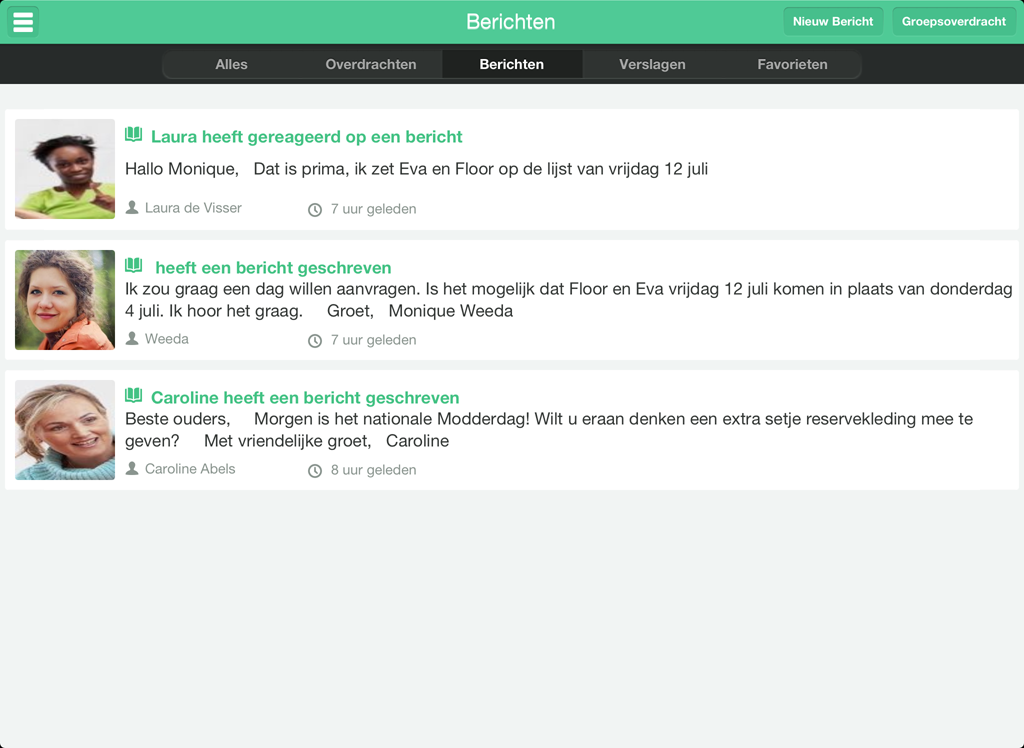 Berichten
Nieuw Bericht
Groepsoverdracht
Alles
Overdrachten
Berichten
Verslagen
Favorieten
Laura heeft gereageerd op een bericht
Hallo Monique, Dat is prima, ik zet Eva en Floor op de lijst van vrijdag 12 juli
Laura de Visser
7 uur geleden
heeft een bericht geschreven
Ik zou graag een dag willen aanvragen. Is het mogelijk dat Floor en Eva vrijdag 12 juli komen in plaats van donderdag
4 juli. Ik hoor het graag. Groet, Monique Weeda
Weeda
7 uur geleden
Caroline heeft een bericht geschreven
Beste ouders, Morgen is het nationale Modderdag! Wilt u eraan denken een extra setje reservekleding mee te
geven? Met vriendelijke groet, Caroline
Caroline Abels
8 uur geleden